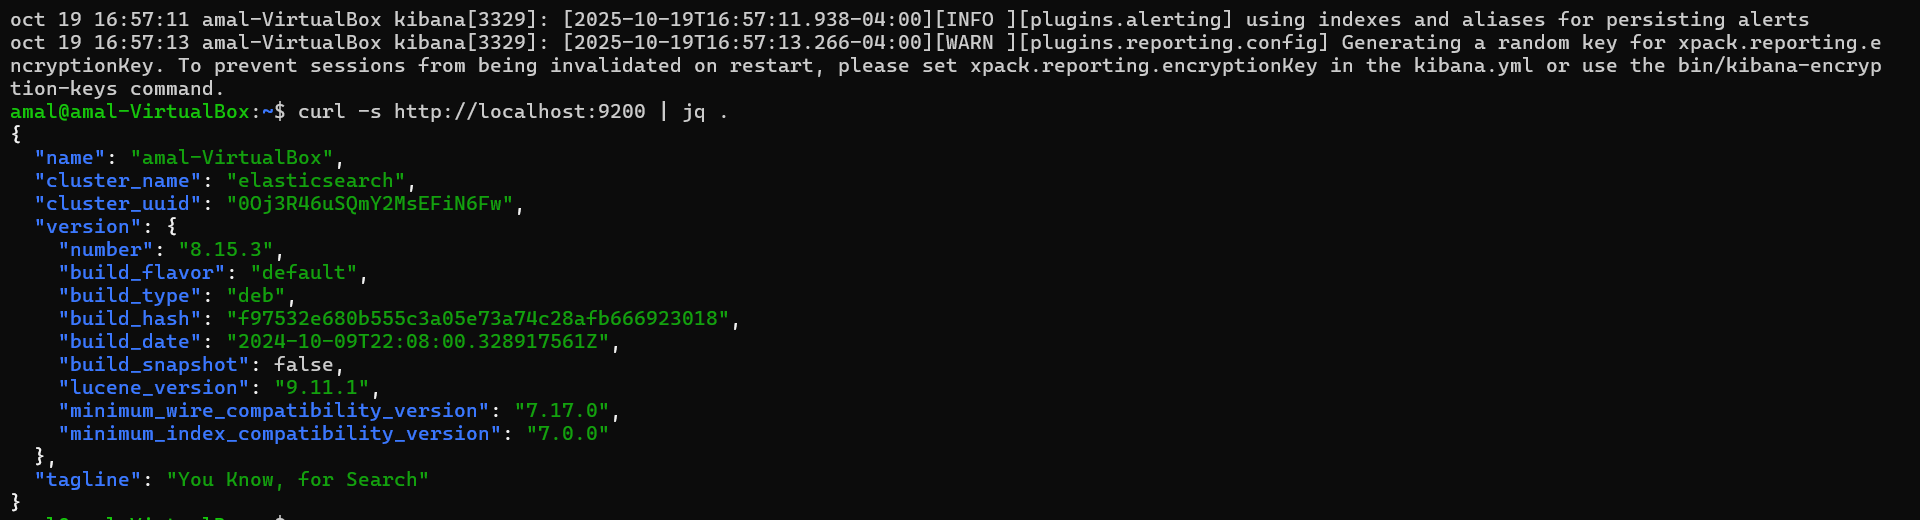 oct 19 16:57:11 amal-VirtualBox kibana[3329]: [2025-10-19T16:57:11.938-04:00][INFO ][plugins.alerting] using indexes and aliases for persisting alerts
oct 19 16:57:13 amal-VirtualBox kibana[3329]: [2025-10-19T16:57:13.266-04:00][WARN ][plugins.reporting.config] Generating a random key for xpack.reporting.e
ncryptionKey. To prevent sessions from being invalidated on restart, please set xpack.reporting.encryptionKey in the kibana.yml or use the bin/kibana-encryp
tion-keys command.
amal@amal-VirtualBox:~$ curl -s http://localhost:9200 | jq .
{
  "name": "amal-VirtualBox",
  "cluster_name": "elasticsearch",
  "cluster_uuid": "0Oj3R46uSQmY2MsEFiN6Fw",
  "version": {
    "number": "8.15.3",
    "build_flavor": "default",
    "build_type": "deb",
    "build_hash": "f97532e680b555c3a05e73a74c28afb666923018",
    "build_date": "2024-10-09T22:08:00.328917561Z",
    "build_snapshot": false,
    "lucene_version": "9.11.1",
    "minimum_wire_compatibility_version": "7.17.0",
    "minimum_index_compatibility_version": "7.0.0"
  },
  "tagline": "You Know, for Search"
}